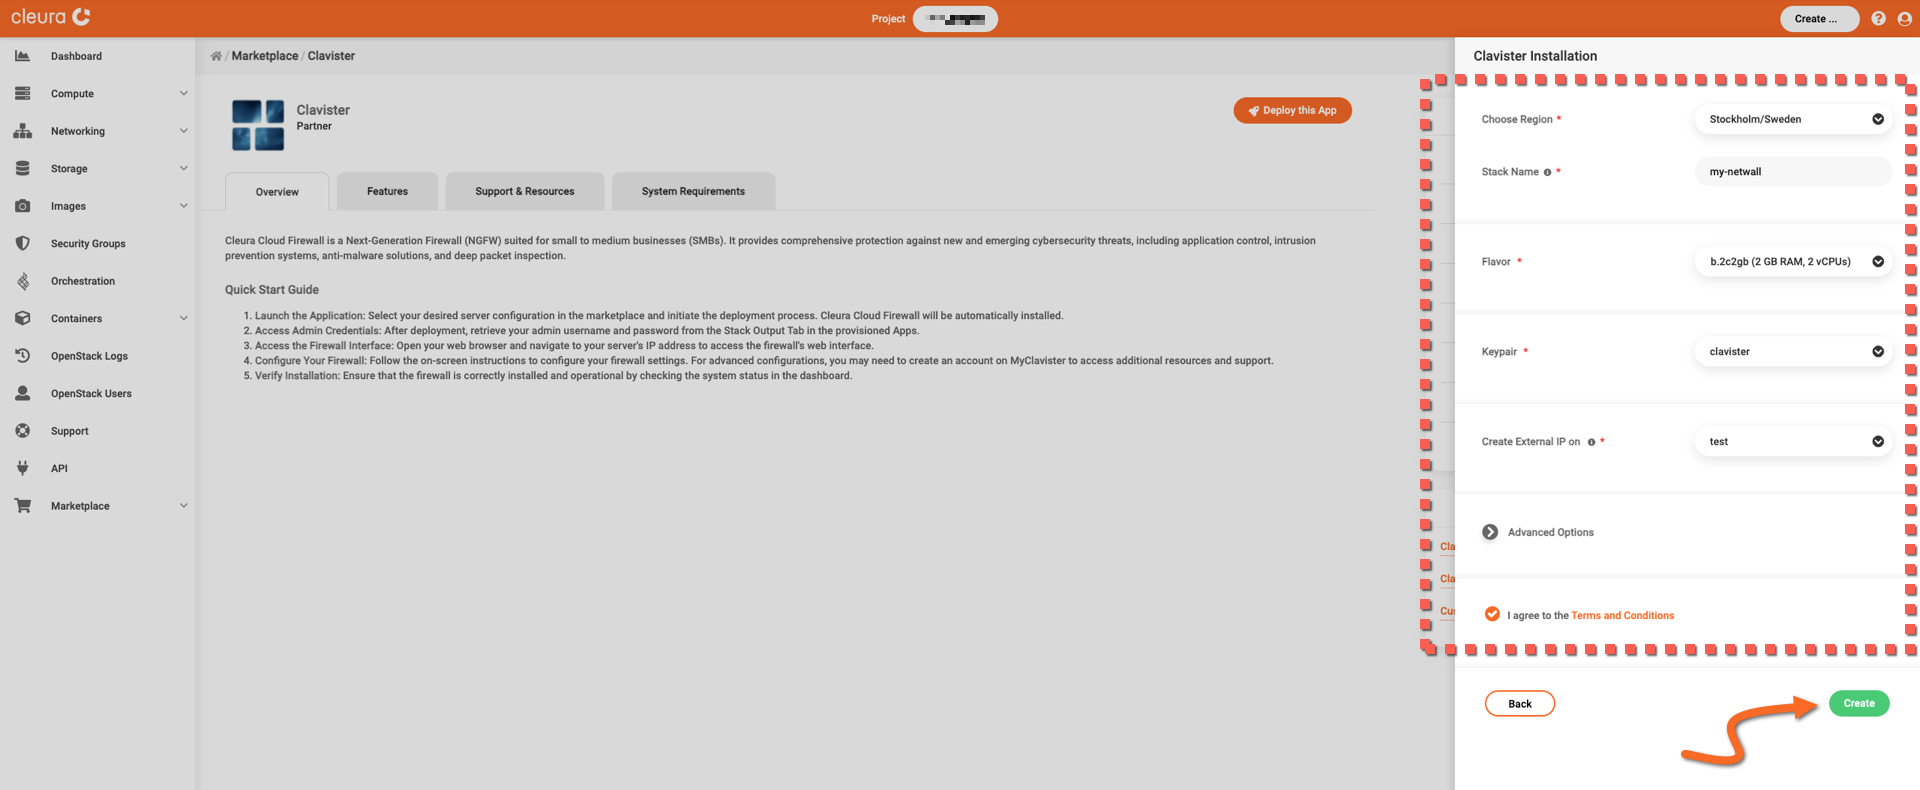 cleura
Project
Create ...
Dashboard
Compute
Networking
Storage
Images
Security Groups
Orchestration
Containers
OpenStack Logs
OpenStack Users
Support
API
Marketplace
/ Marketplace / Clavister
Clavister
Partner
Deploy this App
Overview
Features
Support & Resources
System Requirements
Cleura Cloud Firewall is a Next-Generation Firewall (NGFW) suited for small to medium businesses (SMBs). It provides comprehensive protection against new and emerging cybersecurity threats, including application control, intrusion
prevention systems, anti-malware solutions, and deep packet inspection.
Quick Start Guide
1. Launch the Application: Select your desired server configuration in the marketplace and initiate the deployment process. Cleura Cloud Firewall will be automatically installed.
2. Access Admin Credentials: After deployment, retrieve your admin username and password from the Stack Output Tab in the provisioned Apps.
3. Access the Firewall Interface: Open your web browser and navigate to your server's IP address to access the firewall's web interface.
4. Configure Your Firewall: Follow the on-screen instructions to configure your firewall settings. For advanced configurations, you may need to create an account on MyClavister to access additional resources and support.
5. Verify Installation: Ensure that the firewall is correctly installed and operational by checking the system status in the dashboard.
Cla
Cla
Cu
Clavister Installation
Choose Region *
Stockholm/Sweden
Stack Name *
my-netwall
Flavor *
b.2c2gb (2 GB RAM, 2 vCPUs)
Keypair *
clavister
Create External IP on *
test
Advanced Options
I agree to the Terms and Conditions
Back
Create